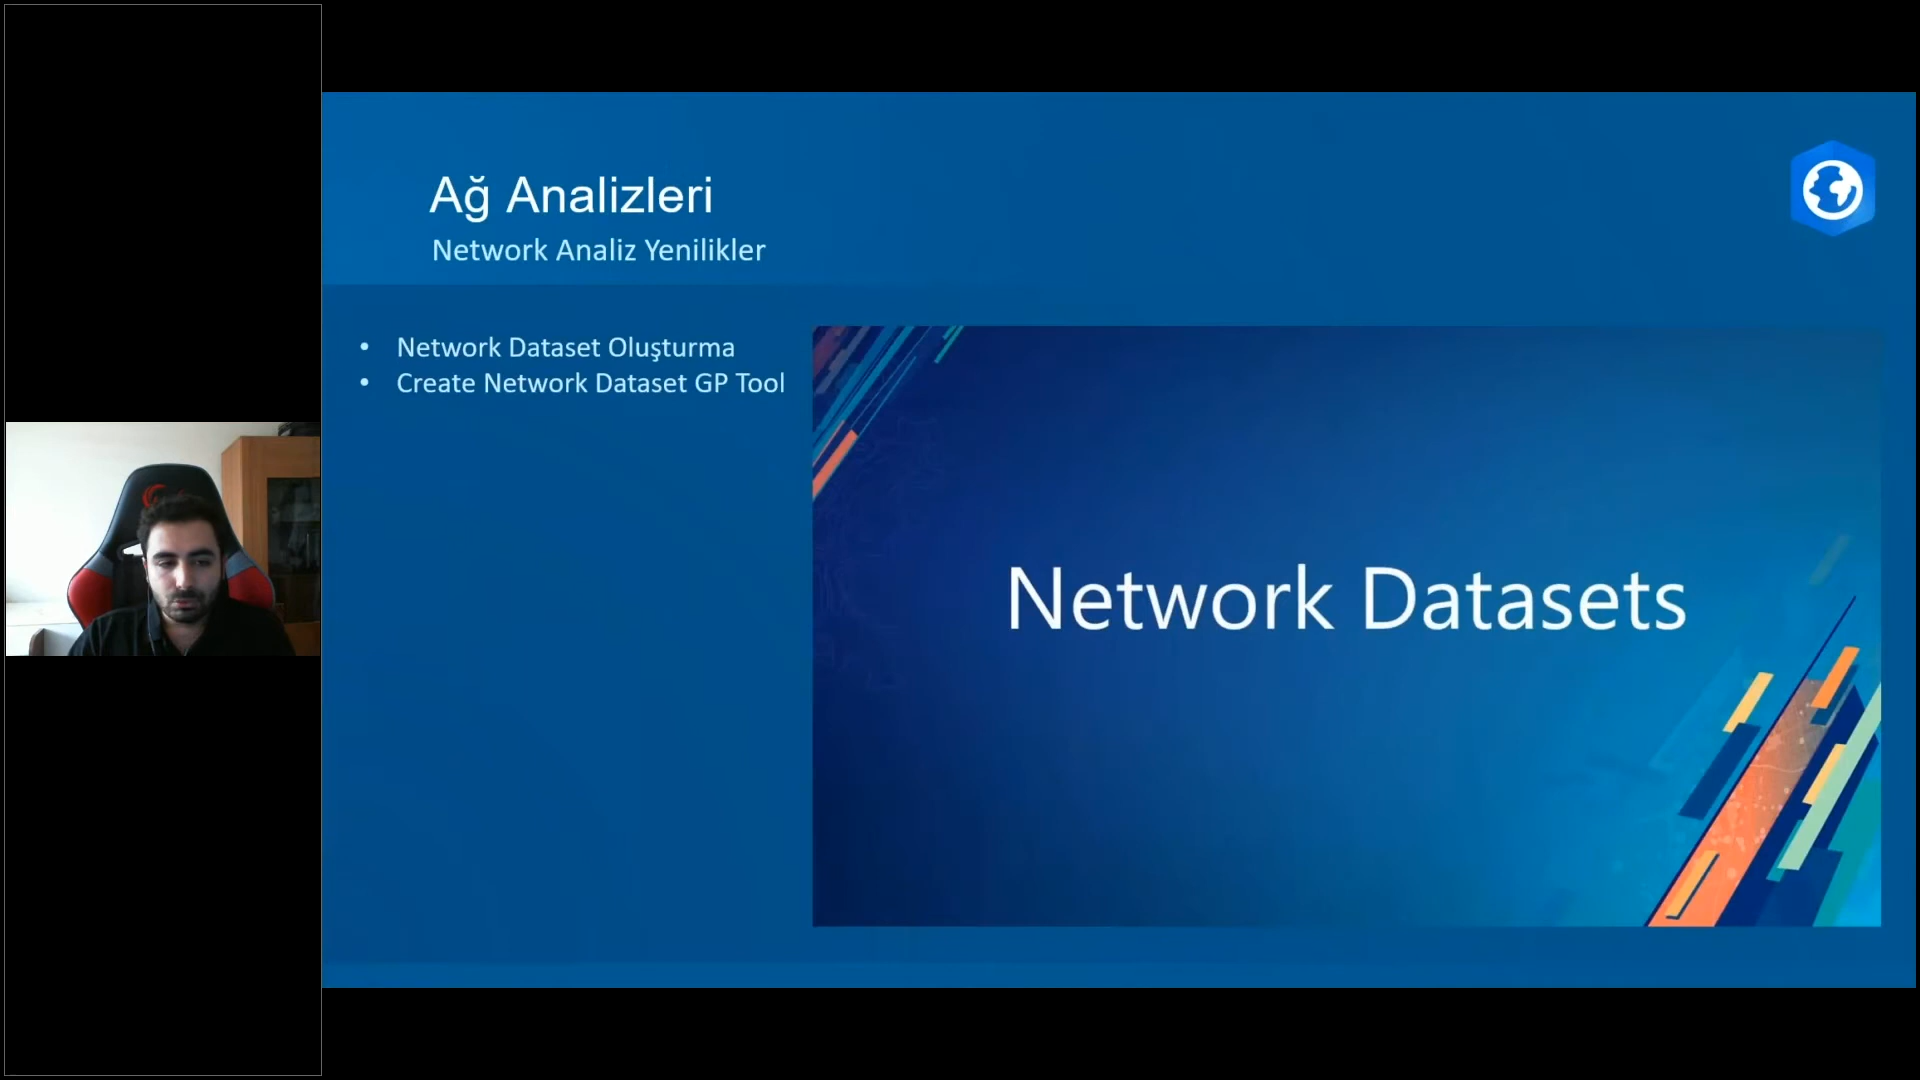 Ağ Analizleri
Network Analiz Yenilikler
• Network Dataset Oluşturma
• Create Network Dataset GP Tool
Network Datasets